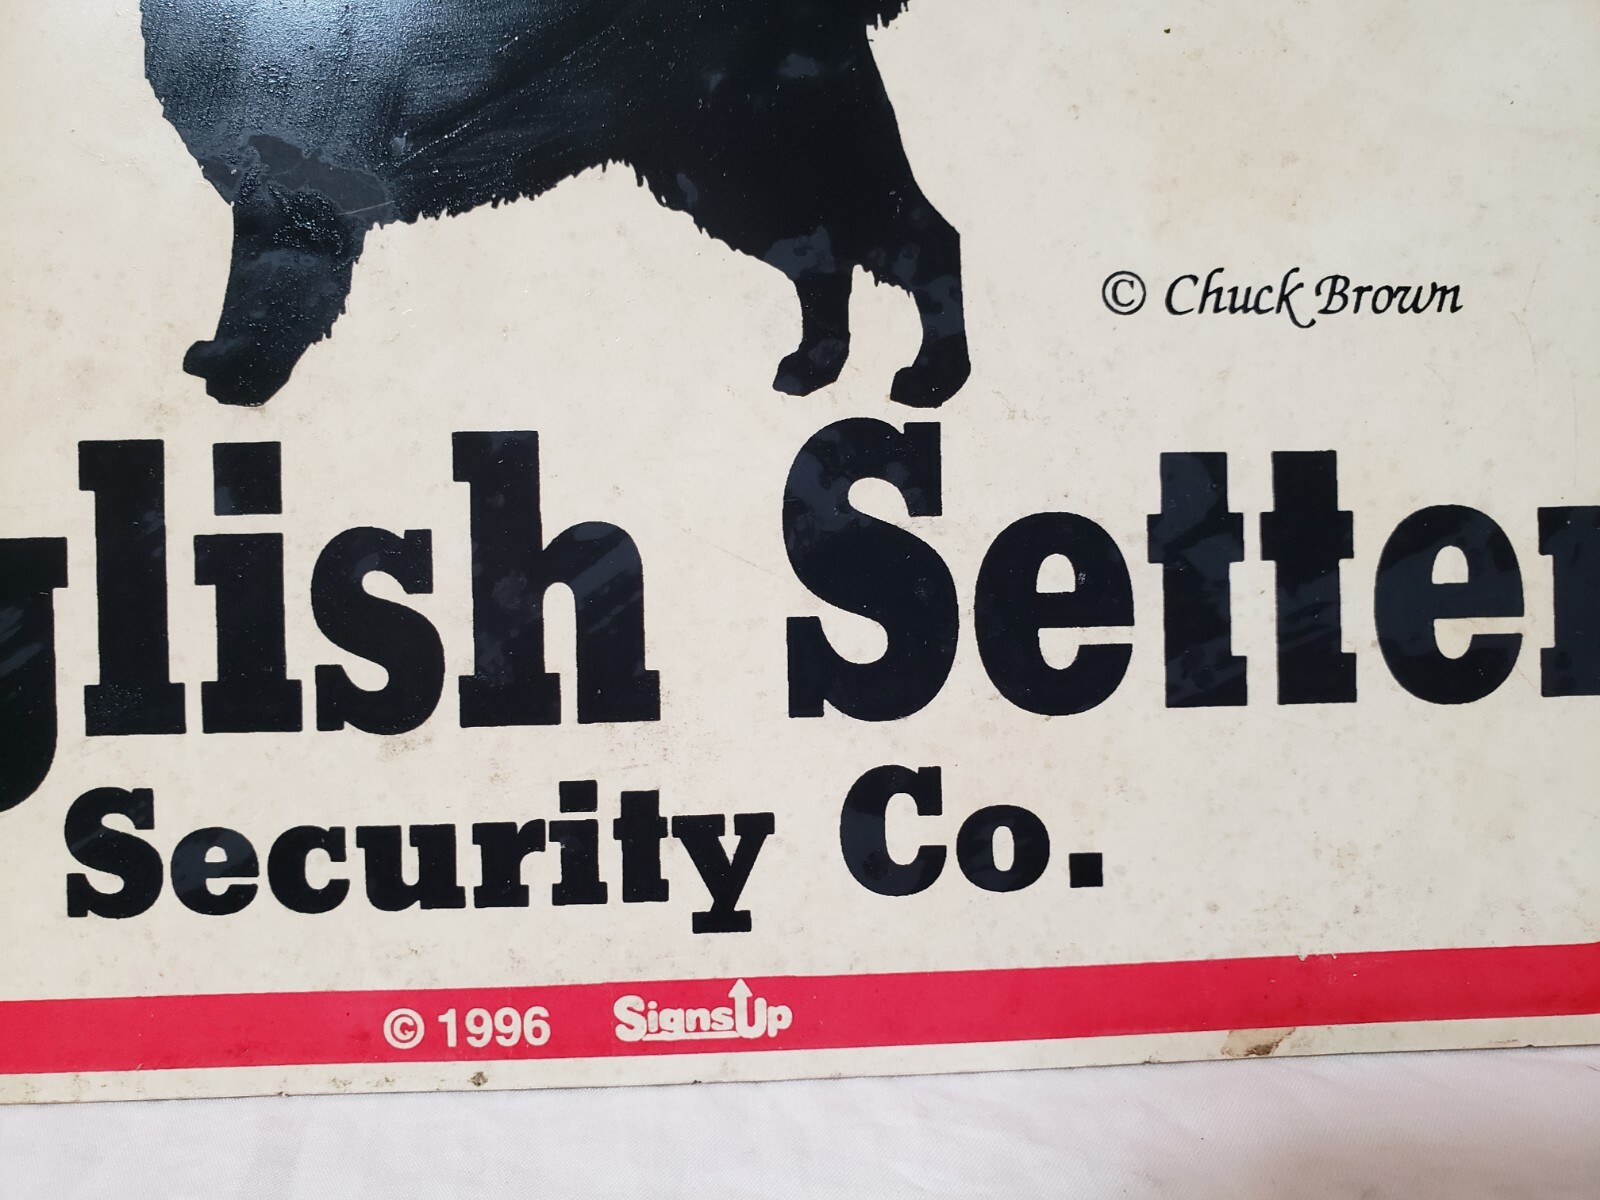 © Chuck Brown
glish Setter
Security Co.
© 1996 SignsUp